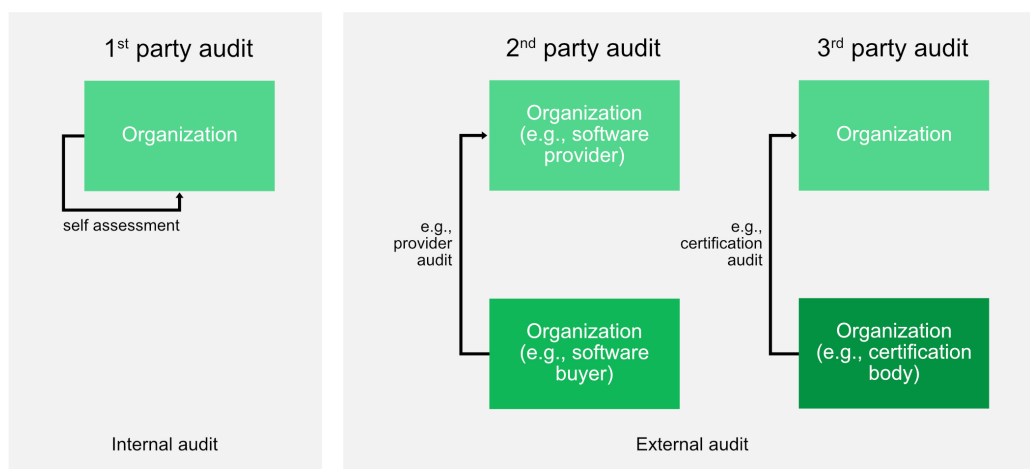 1st party audit
Organization
self assessment
Internal audit
2nd party audit
Organization
(e.g., software
provider)
e.g.,
provider
audit
Organization
(e.g., software
buyer)
3rd party audit
Organization
e.g.,
certification
audit
Organization
(e.g., certification
body)
External audit